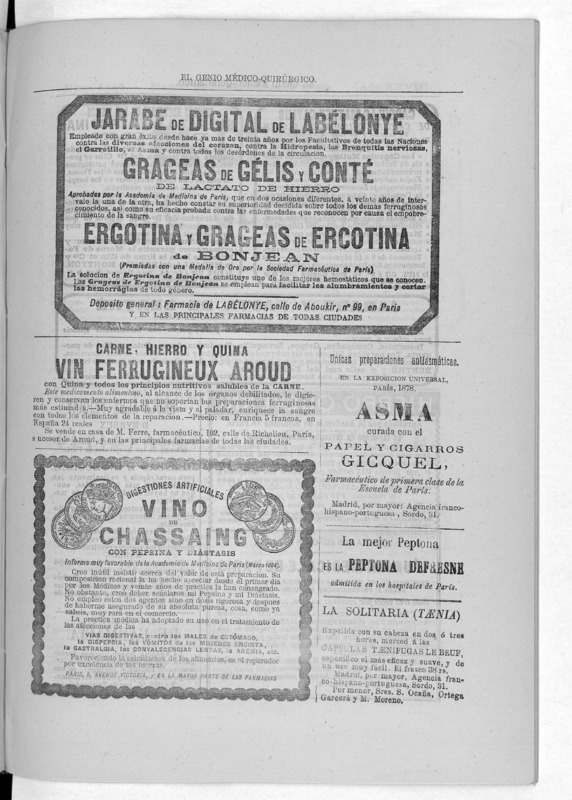 EL GENIO MÉDICO-QUIRÚRGICO.
JARABE DE DIGITAL DE LABÉLONYE
Empleado con gran éxito desde hace ya mas de treinta años por los Facultativos de todas las Naciones
contra las diversas afecciones del corazon, contra la Hidropesia, las Bronquitis nerviosas,
el Garrotillo, el Asma y contra todos los desórdenes de la circulacion.
GRAGEAS DE GÉLIS Y CONTÉ
DE LACTATO DE HIERRO
Aprobadas por la Academia de Medicina de Paris, que en dos ocasiones diferentes, a veinte años de inter-
valo la una de la otra, ha hecho constar su superioridad decidida sobre todos los demas ferruginosos
conocidos, asi como su eficacia probada contra las enfermedades que reconocen por causa el empobre-
cimiento de la sangre.
ERGOTINA Y GRAGEAS DE ERGOTINA
de BONJEAN
(Premiadas con una Medalla de Oro por la Sociedad Farmacéutica de Paris)
La solucion de Ergotina de Bonjean constituye uno de los mejores hemostáticos que se conocen.
Las Grageas de Ergotina de Bonjean se emplean para facilitar los alumbramientos y cortar
las hemorrágias de todo género.
Deposito general: Farmacia de LABÉLONYE, calle de Aboukir, nº 99, en Paris
Y EN LAS PRINCIPALES FARMACIAS DE TODAS CIUDADES
CARNE, HIERRO Y QUINA
VIN FERRUGINEUX AROUD
con Quina y todos los principios nutritivos solubles de la CARNE.
Este medicamento alimentoso, al alcance de los órganos debilitados, lo digie-
ren y conservan los enfermos que no soportan las preparaciones ferruginosas
más estimadas.—Muy agradable á la vista y al paladar, enriquece la sangre
con todos los elementos de la reparacion.—Precio en Francia 5 francos, en
España 24 reales
Se vende en casa de M. Ferre, farmacéutico, 102, calle de Richelieu, Paris,
sucesor de Aroud, y en las principales farmacias de todas las ciudades.
DIGESTIONES ARTIFICIALES
VINO
DE
CHASSAING
CON PEPSINA Y DIASTASIS
Informe muy favorable de la Academia de Medicina de Paris (Marzo 1864).
Creo inútil insistir acerca del valor de esta preparacion. Su
composicion racional la ha hecho apreciar desde el primer dia
por los Médicos y veinte años de práctica la han consagrado.
No obstante, creo deber señalaros mi Pepsina y mi Diastasis.
No empleo estos dos agentes sino en dosis rigorosa y despues
de haberme asegurado de su absoluta pureza, cosa, como ya
sabeis, muy rara en el comercio.
La practica médica ha adoptado su uso en el tratamiento de
las afecciones de las
VIAS DIGESTIVAS, MALES DE ESTÓMAGO,
la DISPEPSIA, los VÓMITOS DE LAS MUJERES ENCINTA,
la GASTRALGIA, las CONVALECENCIAS LENTAS, la ANEMIA, etc.
Favoreciendo la asimilacion de los alimentos, es el reparador
por excelencia de las fuerzas.
PARIS, 6, AVENUE VICTORIA, y EN LA MAYOR PARTE DE LAS FARMACIAS
Unicas preparaciones antiasmáticas.
EN LA EXPOSICION UNIVERSAL,
PARÍS, 1878.
ASMA
curada con el
PAPEL Y CIGARROS
GICQUEL,
Farmacéutico de primera clase de la
Escuela de París.
Madrid, por mayor: Agencia franco-
hispano-portuguesa, Sordo, 31.
La mejor Peptona
ES LA PEPTONA DEFRESNE
admitida en los hospitales de París.
LA SOLITARIA (TÆNIA)
Expelida con su cabeza en dos ó tres
horas, merced á las
CAPSULAS TÆNIFUGAS LE BEUF,
específico el mas eficaz y suave, y de
un uso muy fácil. El frasco 38 rs.
Madrid, por mayor. Agencia fran-
co-hispano-portuguesa, Sordo, 31.
Por menor, Sres. S. Ocaña, Ortega
Garcerá y M. Moreno.